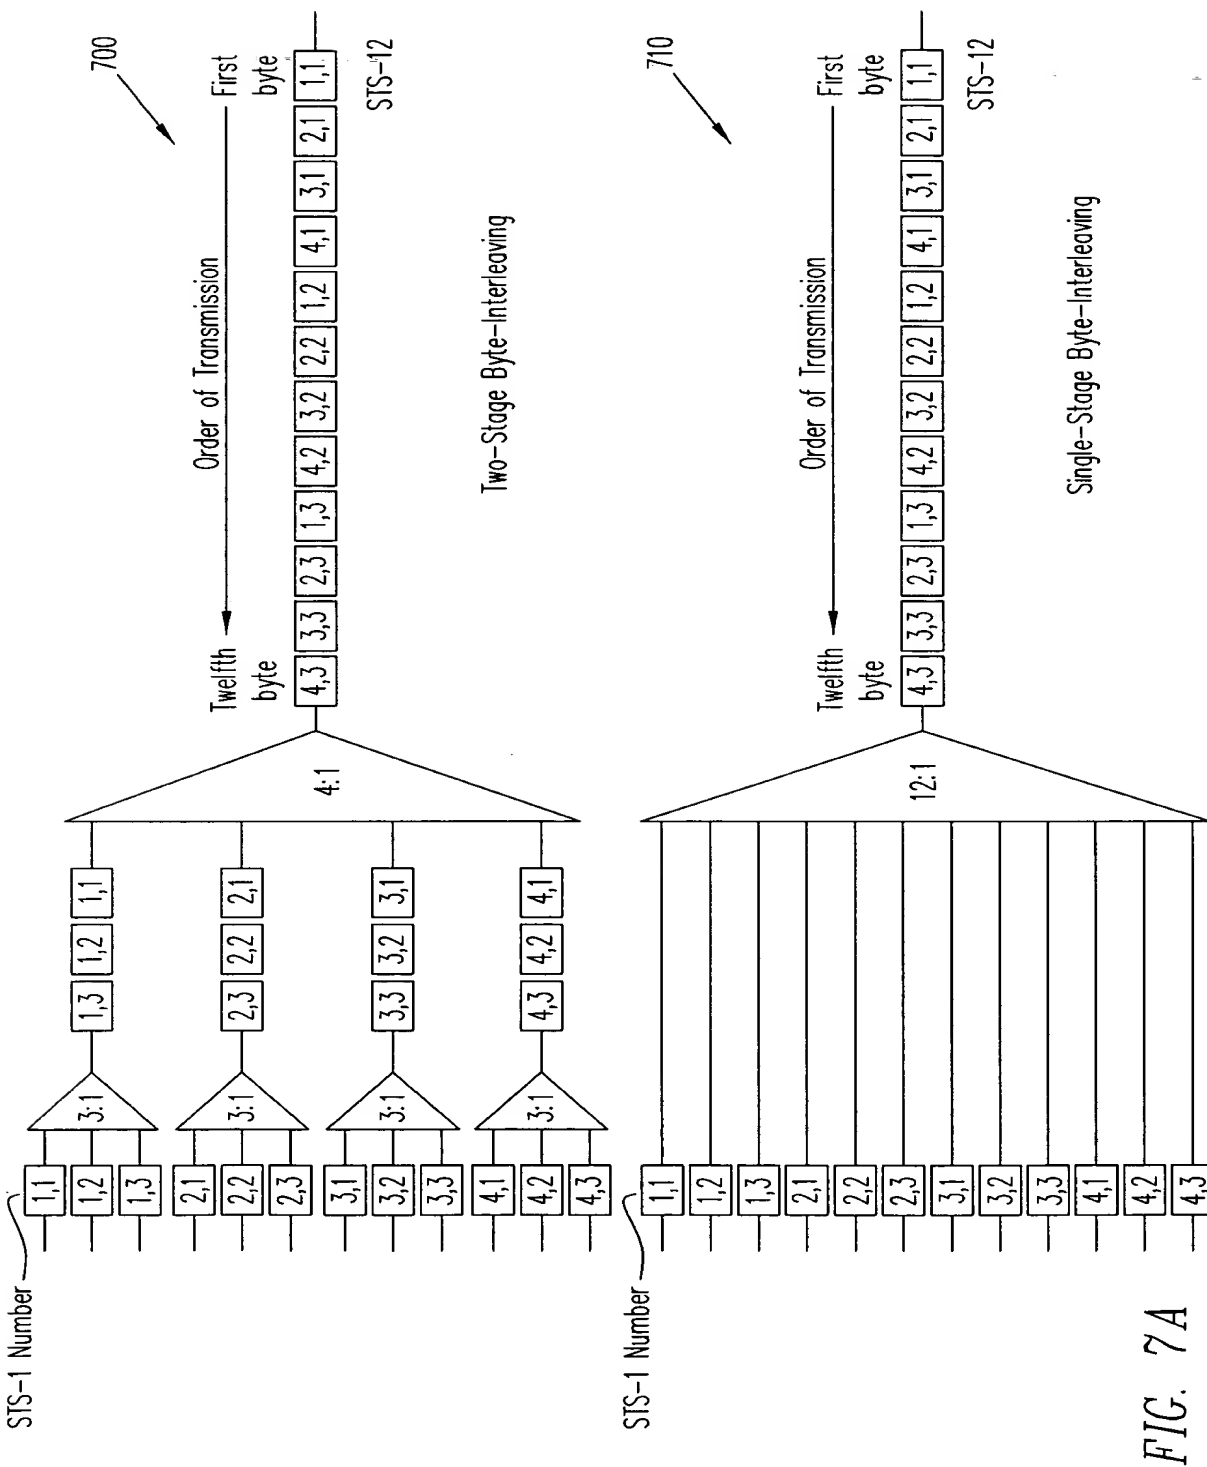 700
STS-1 Number
1,1
1,2
1,3
2,1
2,2
2,3
3,1
3,2
3,3
4,1
4,2
4,3
3:1
3:1
3:1
3:1
1,3 1,2 1,1
2,3 2,2 2,1
3,3 3,2 3,1
4,3 4,2 4,1
4:1
Order of Transmission
Twelfth byte
First byte
4,3 3,3 2,3 1,3 4,2 3,2 2,2 1,2 4,1 3,1 2,1 1,1
STS-12
Two-Stage Byte-Interleaving
710
STS-1 Number
1,1
1,2
1,3
2,1
2,2
2,3
3,1
3,2
3,3
4,1
4,2
4,3
12:1
Order of Transmission
Twelfth byte
First byte
4,3 3,3 2,3 1,3 4,2 3,2 2,2 1,2 4,1 3,1 2,1 1,1
STS-12
Single-Stage Byte-Interleaving
FIG. 7A